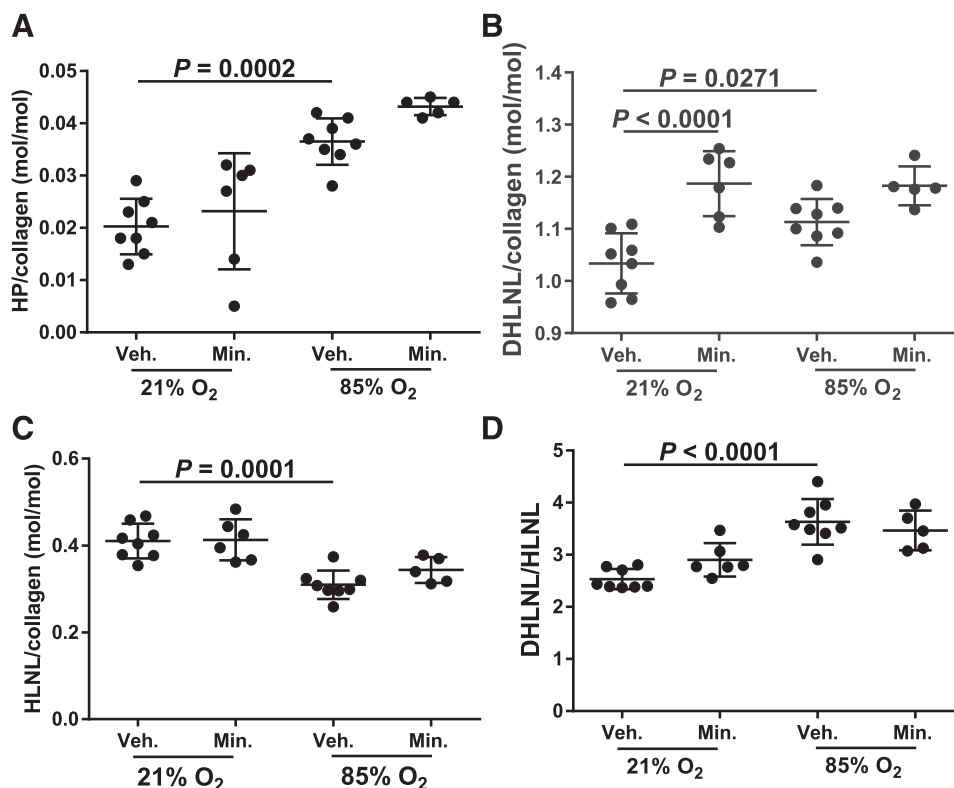 A
HP/collagen (mol/mol)
0.05
0.04
0.03
0.02
0.01
0.00
P = 0.0002
Veh. Min. Veh. Min.
21% O2 85% O2
B
DHLNL/collagen (mol/mol)
1.4
1.3
1.2
1.1
1.0
0.9
P = 0.0271
P < 0.0001
Veh. Min. Veh. Min.
21% O2 85% O2
C
HLNL/collagen (mol/mol)
0.6
0.4
0.2
0.0
P = 0.0001
Veh. Min. Veh. Min.
21% O2 85% O2
D
DHLNL/HLNL
5
4
3
2
1
0
P < 0.0001
Veh. Min. Veh. Min.
21% O2 85% O2